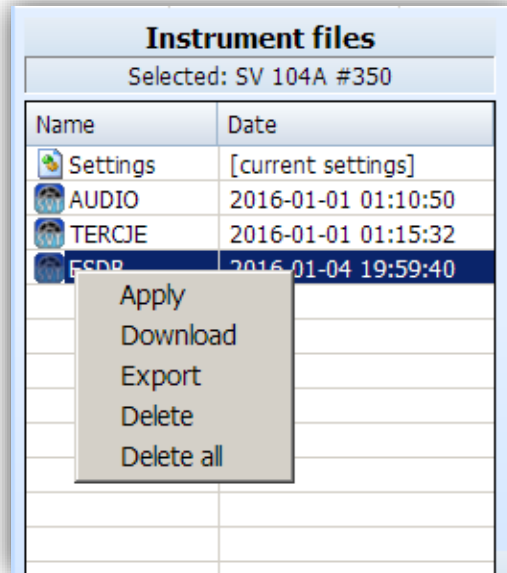 Instrument files
Selected: SV 104A #350
Name Date
Settings [current settings]
AUDIO 2016-01-01 01:10:50
TERCJE 2016-01-01 01:15:32
2016-01-04 19:59:40
Apply
Download
Export
Delete
Delete all